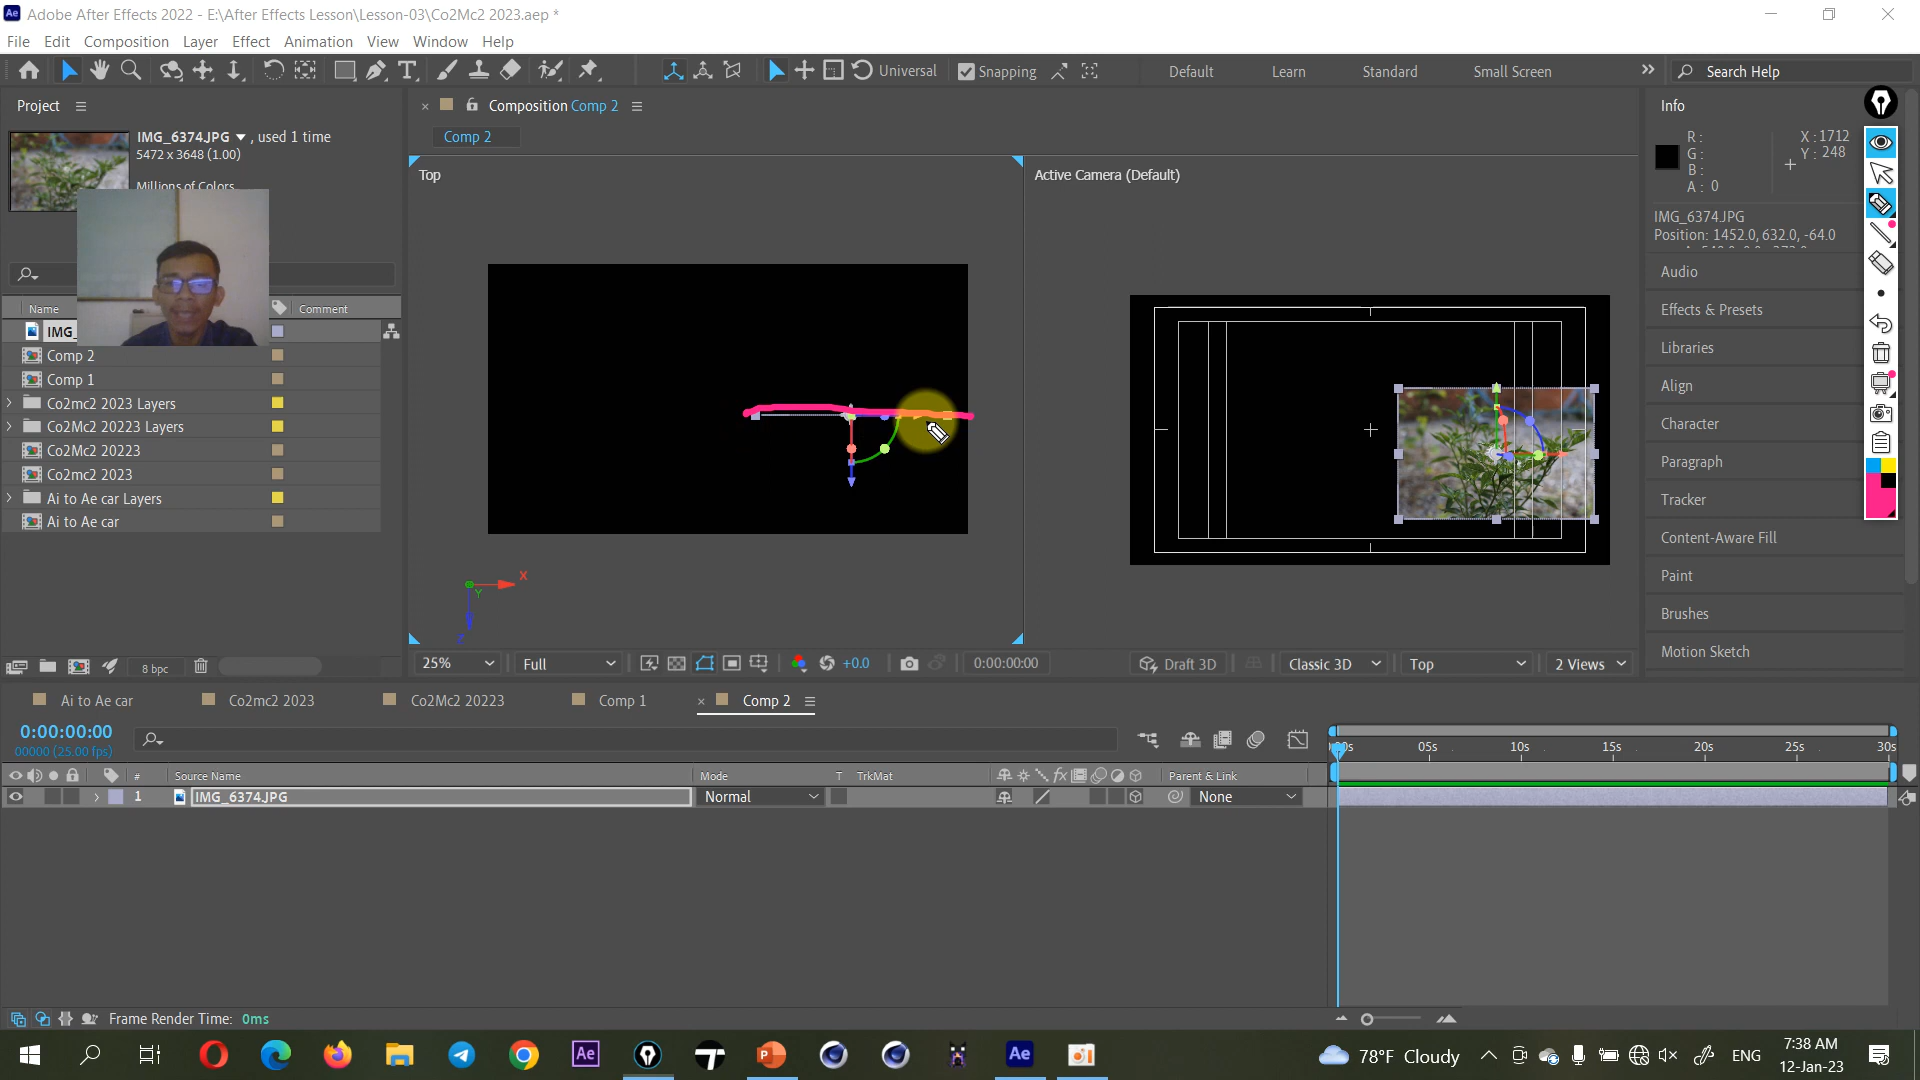 Adobe After Effects 2022 - E:\After Effects Lesson\Lesson-03\Co2Mc2 2023.aep *
File Edit Composition Layer Effect Animation View Window Help
Universal Snapping Default Learn Standard Small Screen Search Help
Project
IMG_6374.JPG , used 1 time
5472 x 3648 (1.00)
Millions of Colors
Name Comment
IMG_
Comp 2
Comp 1
Co2mc2 2023 Layers
Co2Mc2 20223 Layers
Co2Mc2 20223
Co2mc2 2023
Ai to Ae car Layers
Ai to Ae car
8 bpc
Composition Comp 2
Comp 2
Top
Active Camera (Default)
X
Y
Z
25% Full +0.0 0:00:00:00 Draft 3D Classic 3D Top 2 Views
Info
R :
G :
B :
A : 0
X : 1712
Y : 248
IMG_6374.JPG
Position: 1452.0, 632.0, -64.0
Audio
Effects & Presets
Libraries
Align
Character
Paragraph
Tracker
Content-Aware Fill
Paint
Brushes
Motion Sketch
Ai to Ae car Co2mc2 2023 Co2Mc2 20223 Comp 1 Comp 2
0:00:00:00
00000 (25.00 fps)
05s 10s 15s 20s 25s 30s
# Source Name Mode T TrkMat Parent & Link
1 IMG_6374.JPG Normal None
Frame Render Time: 0ms
78°F Cloudy ENG
7:38 AM
12-Jan-23